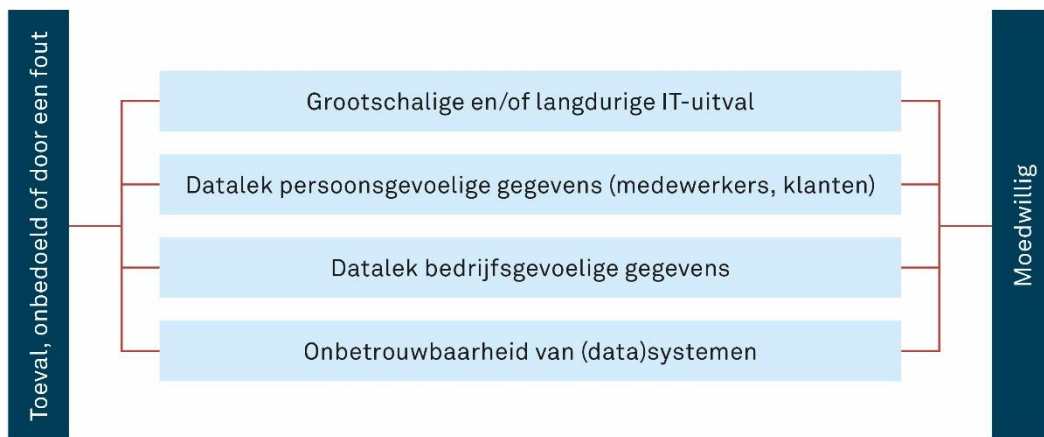 Toeval, onbedoeld of door een fout
Grootschalige en/of langdurige IT-uitval
Datalek persoonsgevoelige gegevens (medewerkers, klanten)
Datalek bedrijfsgevoelige gegevens
Onbetrouwbaarheid van (data)systemen
Moedwillig